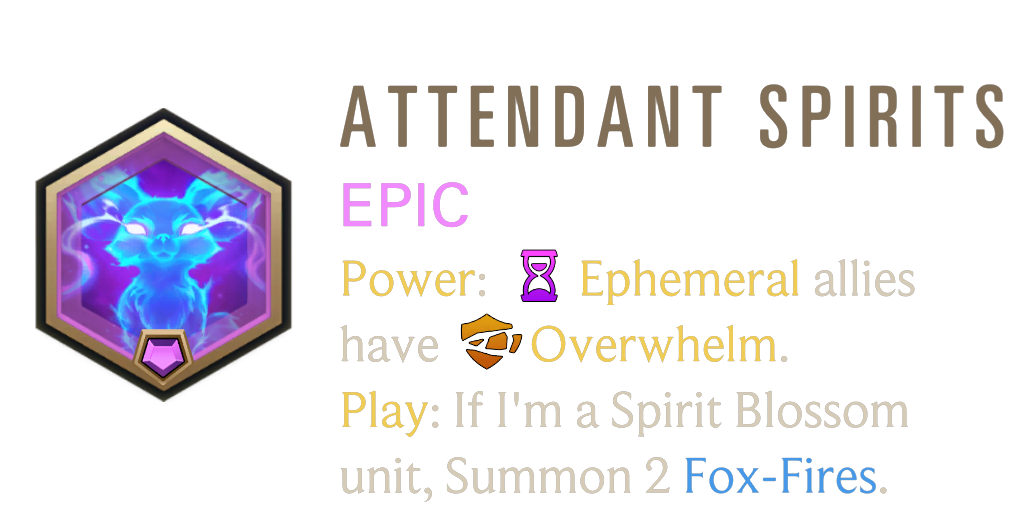 ATTENDANT SPIRITS
EPIC
Power: Ephemeral allies
have Overwhelm.
Play: If I'm a Spirit Blossom
unit, Summon 2 Fox-Fires.